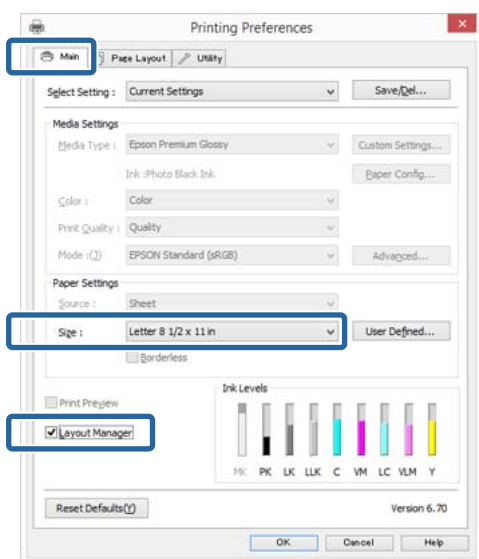 Printing Preferences
Main Page Layout Utility
Select Setting : Current Settings Save/Del...
Media Settings
Media Type : Epson Premium Glossy Custom Settings...
Ink :Photo Black Ink Paper Config...
Color : Color
Print Quality : Quality
Mode :(J) EPSON Standard (sRGB) Advanced...
Paper Settings
Source : Sheet
Size : Letter 8 1/2 x 11 in User Defined...
Borderless
Ink Levels
Print Preview
Layout Manager
MK PK LK LLK C VM LC VLM Y
Reset Defaults(Y) Version 6.70
OK Cancel Help